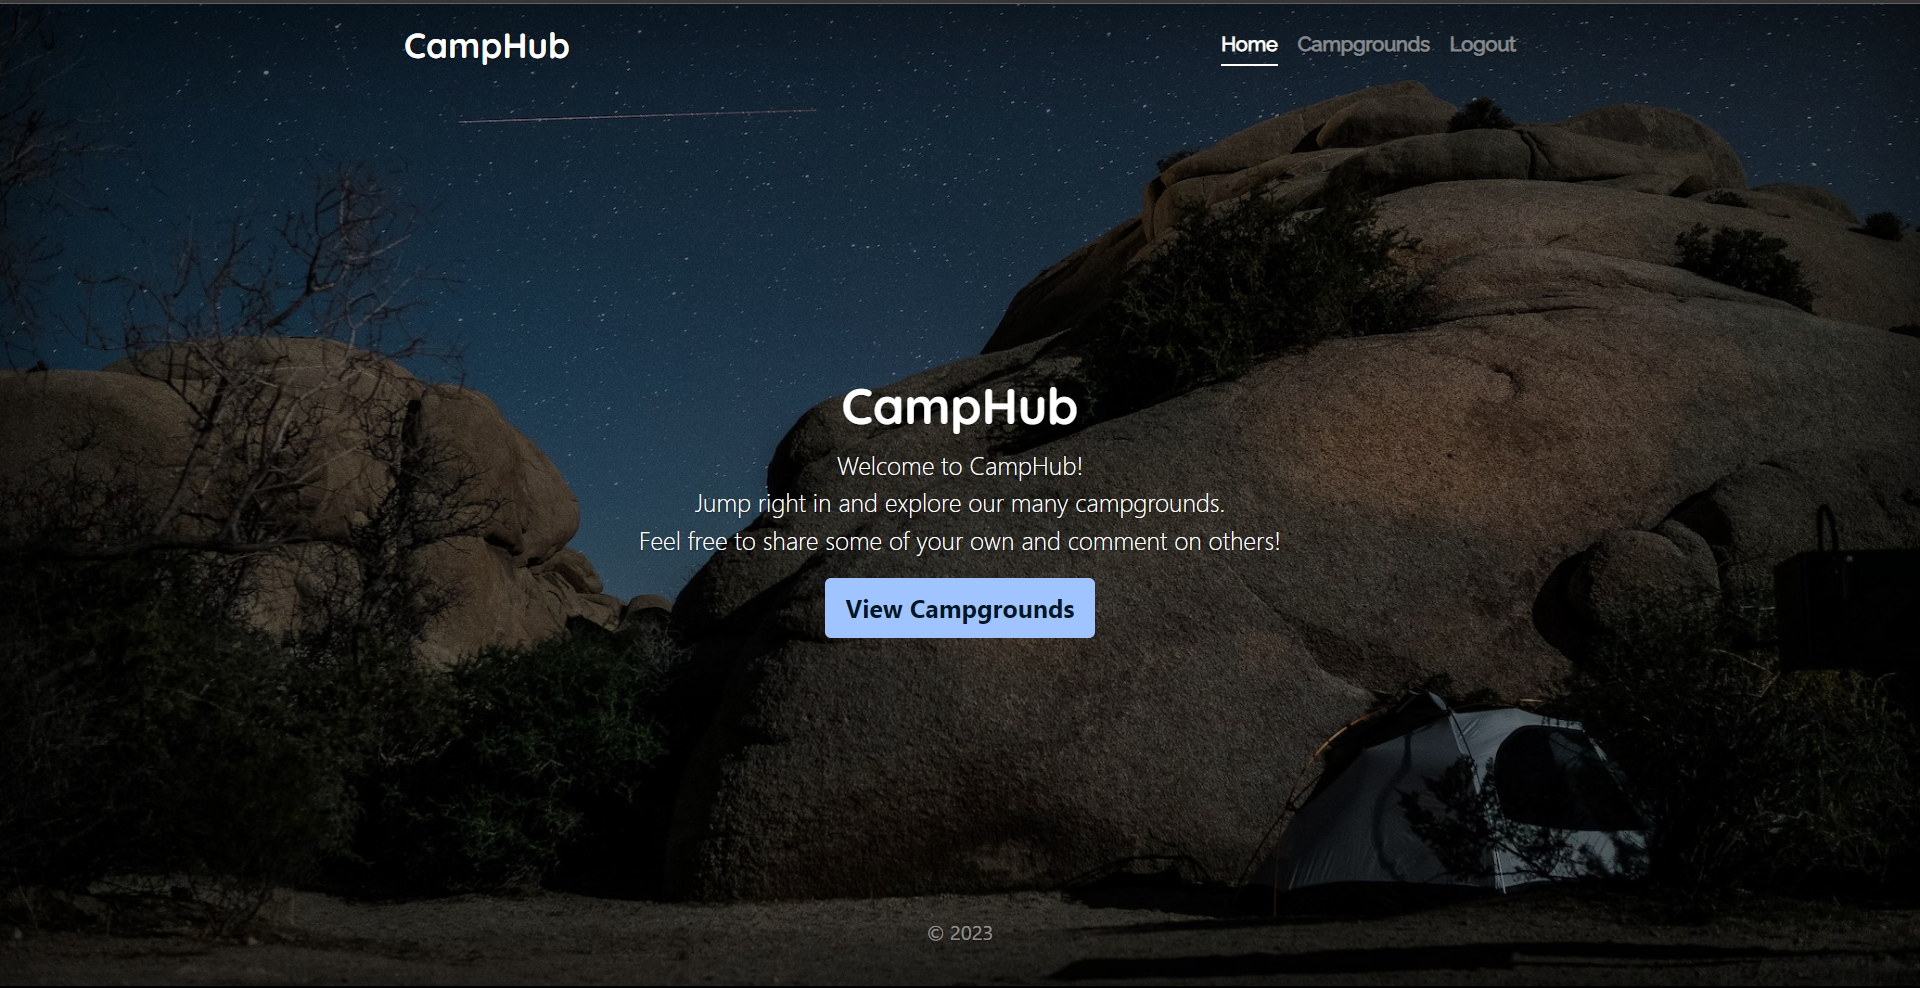 CampHub
Home Campgrounds Logout
CampHub
Welcome to CampHub!
Jump right in and explore our many campgrounds.
Feel free to share some of your own and comment on others!
View Campgrounds
© 2023